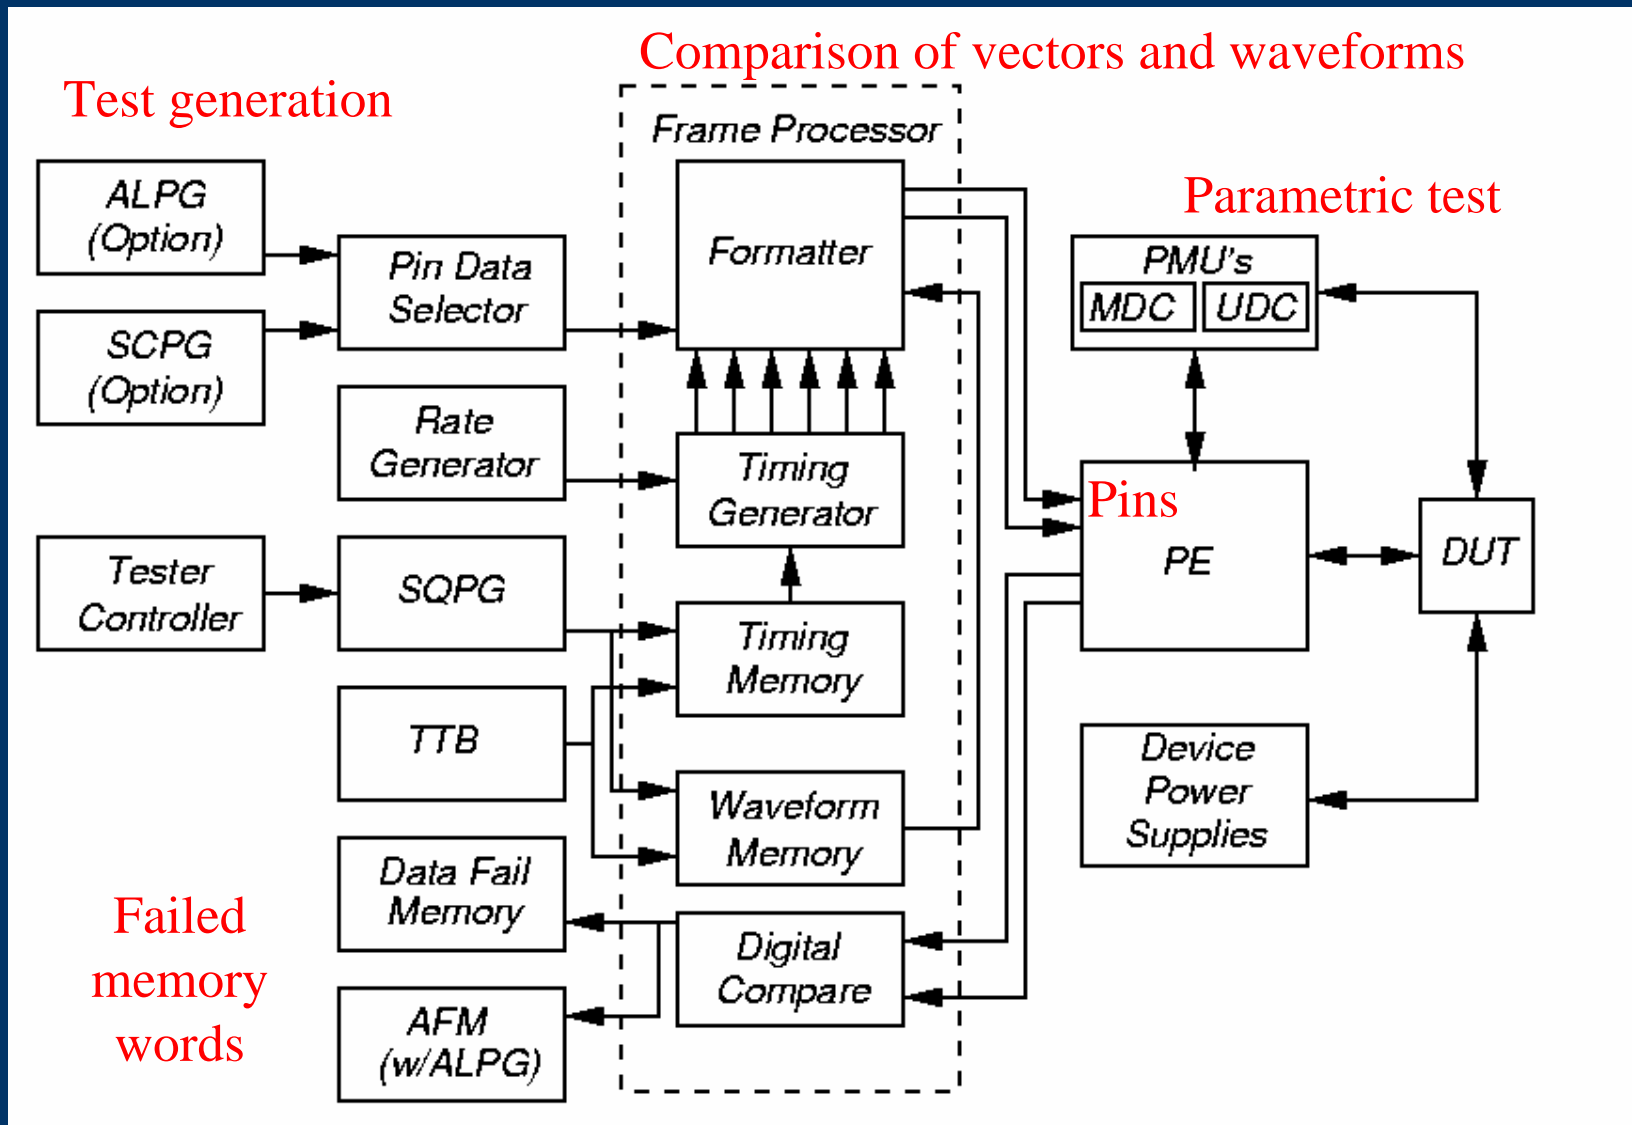 Comparison of vectors and waveforms
Test generation
Frame Processor
ALPG
(Option)
Pin Data
Selector
Formatter
Parametric test
PMU's
MDC UDC
SCPG
(Option)
Rate
Generator
Timing
Generator
Pins
PE
DUT
Tester
Controller
SQPG
Timing
Memory
TTB
Device
Power
Supplies
Waveform
Memory
Data Fail
Memory
Failed
memory
words
Digital
Compare
AFM
(w/ALPG)